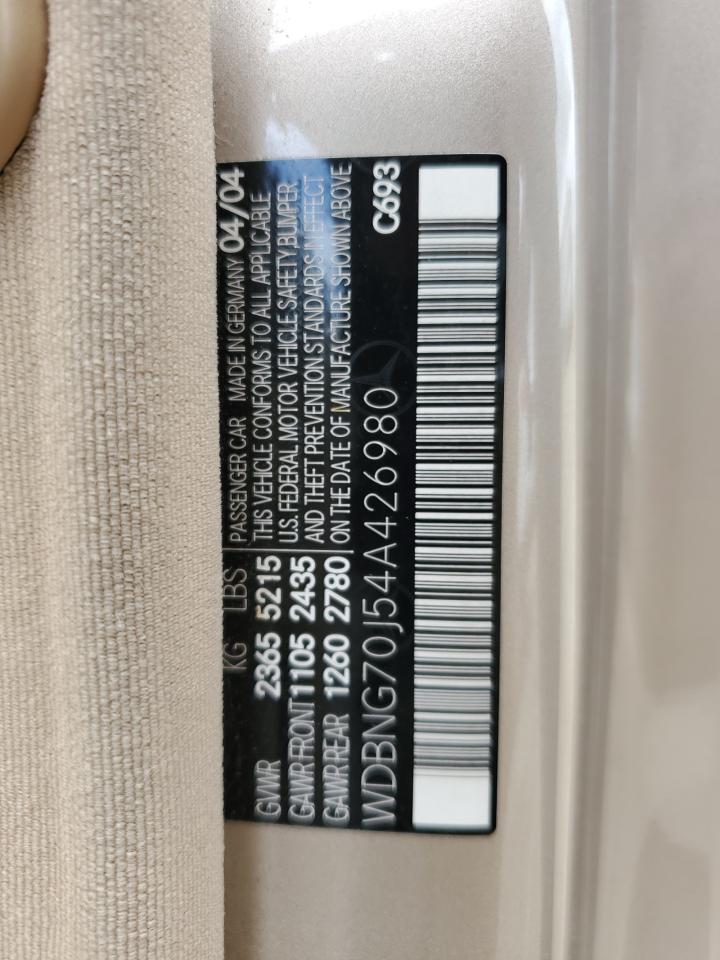 KG LBS
GVWR 2365 5215
GAWR FRONT 1105 2435
GAWR REAR 1260 2780
PASSENGER CAR MADE IN GERMANY 04/04
THIS VEHICLE CONFORMS TO ALL APPLICABLE
U.S. FEDERAL MOTOR VEHICLE SAFETY, BUMPER
AND THEFT PREVENTION STANDARDS IN EFFECT
ON THE DATE OF MANUFACTURE SHOWN ABOVE
WDBNG70J54A426980 C693